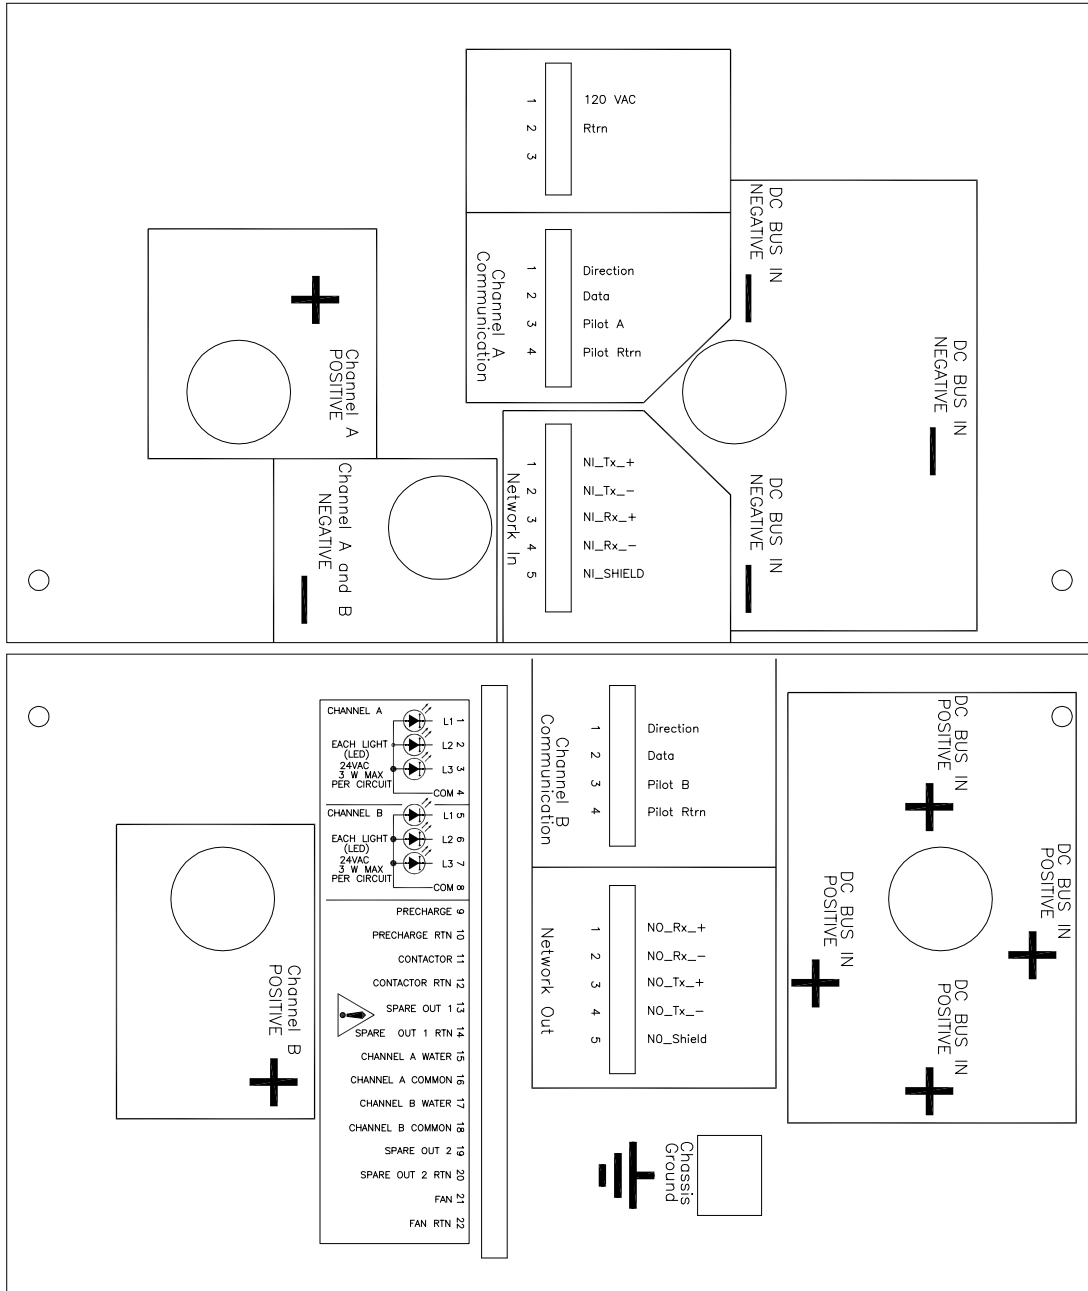 1 120 VAC
2 Rtrn
3
DC BUS IN
NEGATIVE
Channel A
Communication
1 Direction
2 Data
3 Pilot A
4 Pilot Rtrn
Channel A
POSITIVE
DC BUS IN
NEGATIVE
Channel A and B
NEGATIVE
Network In
1 NI_Tx_+
2 NI_Tx_-
3 NI_Rx_+
4 NI_Rx_-
5 NI_SHIELD
DC BUS IN
NEGATIVE
CHANNEL A
L1 1
EACH LIGHT
(LED)
L2 2
24VAC
3 W MAX
PER CIRCUIT
L3 3
COM 4
CHANNEL B
L1 5
EACH LIGHT
(LED)
L2 6
24VAC
3 W MAX
PER CIRCUIT
L3 7
COM 8
PRECHARGE 9
PRECHARGE RTN 10
CONTACTOR 11
CONTACTOR RTN 12
SPARE OUT 1 13
SPARE OUT 1 RTN 14
CHANNEL A WATER 15
CHANNEL A COMMON 16
CHANNEL B WATER 17
CHANNEL B COMMON 18
SPARE OUT 2 19
SPARE OUT 2 RTN 20
FAN 21
FAN RTN 22
Channel B
POSITIVE
Channel B
Communication
1 Direction
2 Data
3 Pilot B
4 Pilot Rtrn
Network Out
1 NO_Rx_+
2 NO_Rx_-
3 NO_Tx_+
4 NO_Tx_-
5 NO_Shield
DC BUS IN
POSITIVE
DC BUS IN
POSITIVE
DC BUS IN
POSITIVE
DC BUS IN
POSITIVE
Chassis
Ground